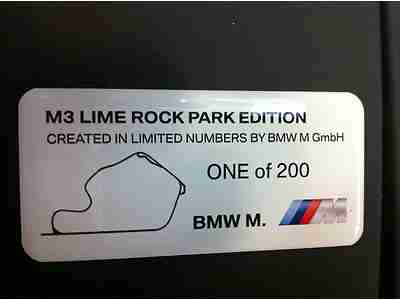 M3 LIME ROCK PARK EDITION
CREATED IN LIMITED NUMBERS BY BMW M GmbH
ONE of 200
BMW M. M